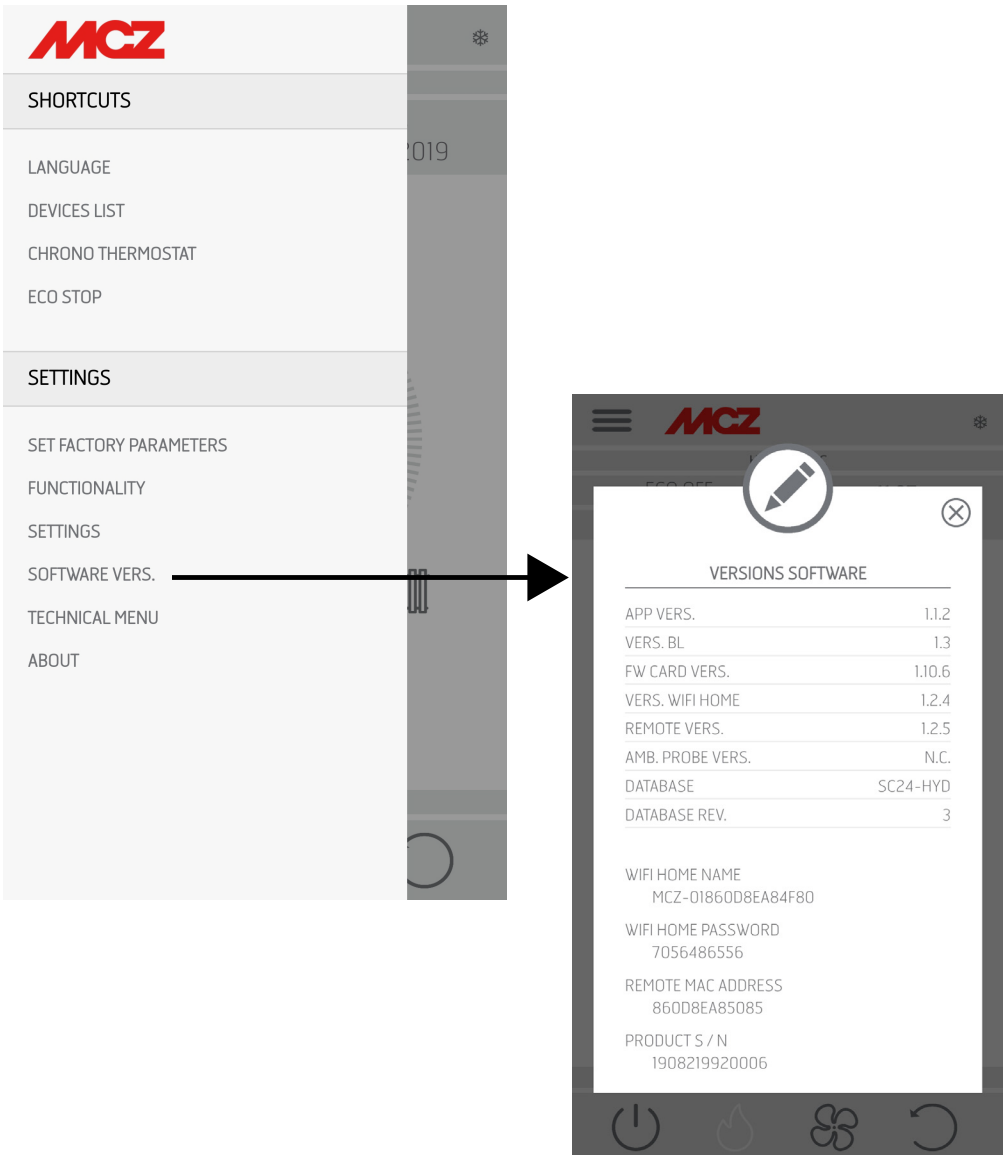 MCZ
SHORTCUTS
2019
LANGUAGE
DEVICES LIST
CHRONO THERMOSTAT
ECO STOP
SETTINGS
SET FACTORY PARAMETERS
FUNCTIONALITY
SETTINGS
SOFTWARE VERS.
TECHNICAL MENU
ABOUT
MCZ
ECO OFF
VERSIONS SOFTWARE
APP VERS. 1.1.2
VERS. BL 1.3
FW CARD VERS. 1.10.6
VERS. WIFI HOME 1.2.4
REMOTE VERS. 1.2.5
AMB. PROBE VERS. N.C.
DATABASE SC24-HYD
DATABASE REV. 3
WIFI HOME NAME
MCZ-01860D8EA84F80
WIFI HOME PASSWORD
7056486556
REMOTE MAC ADDRESS
860D8EA85085
PRODUCT S / N
1908219920006